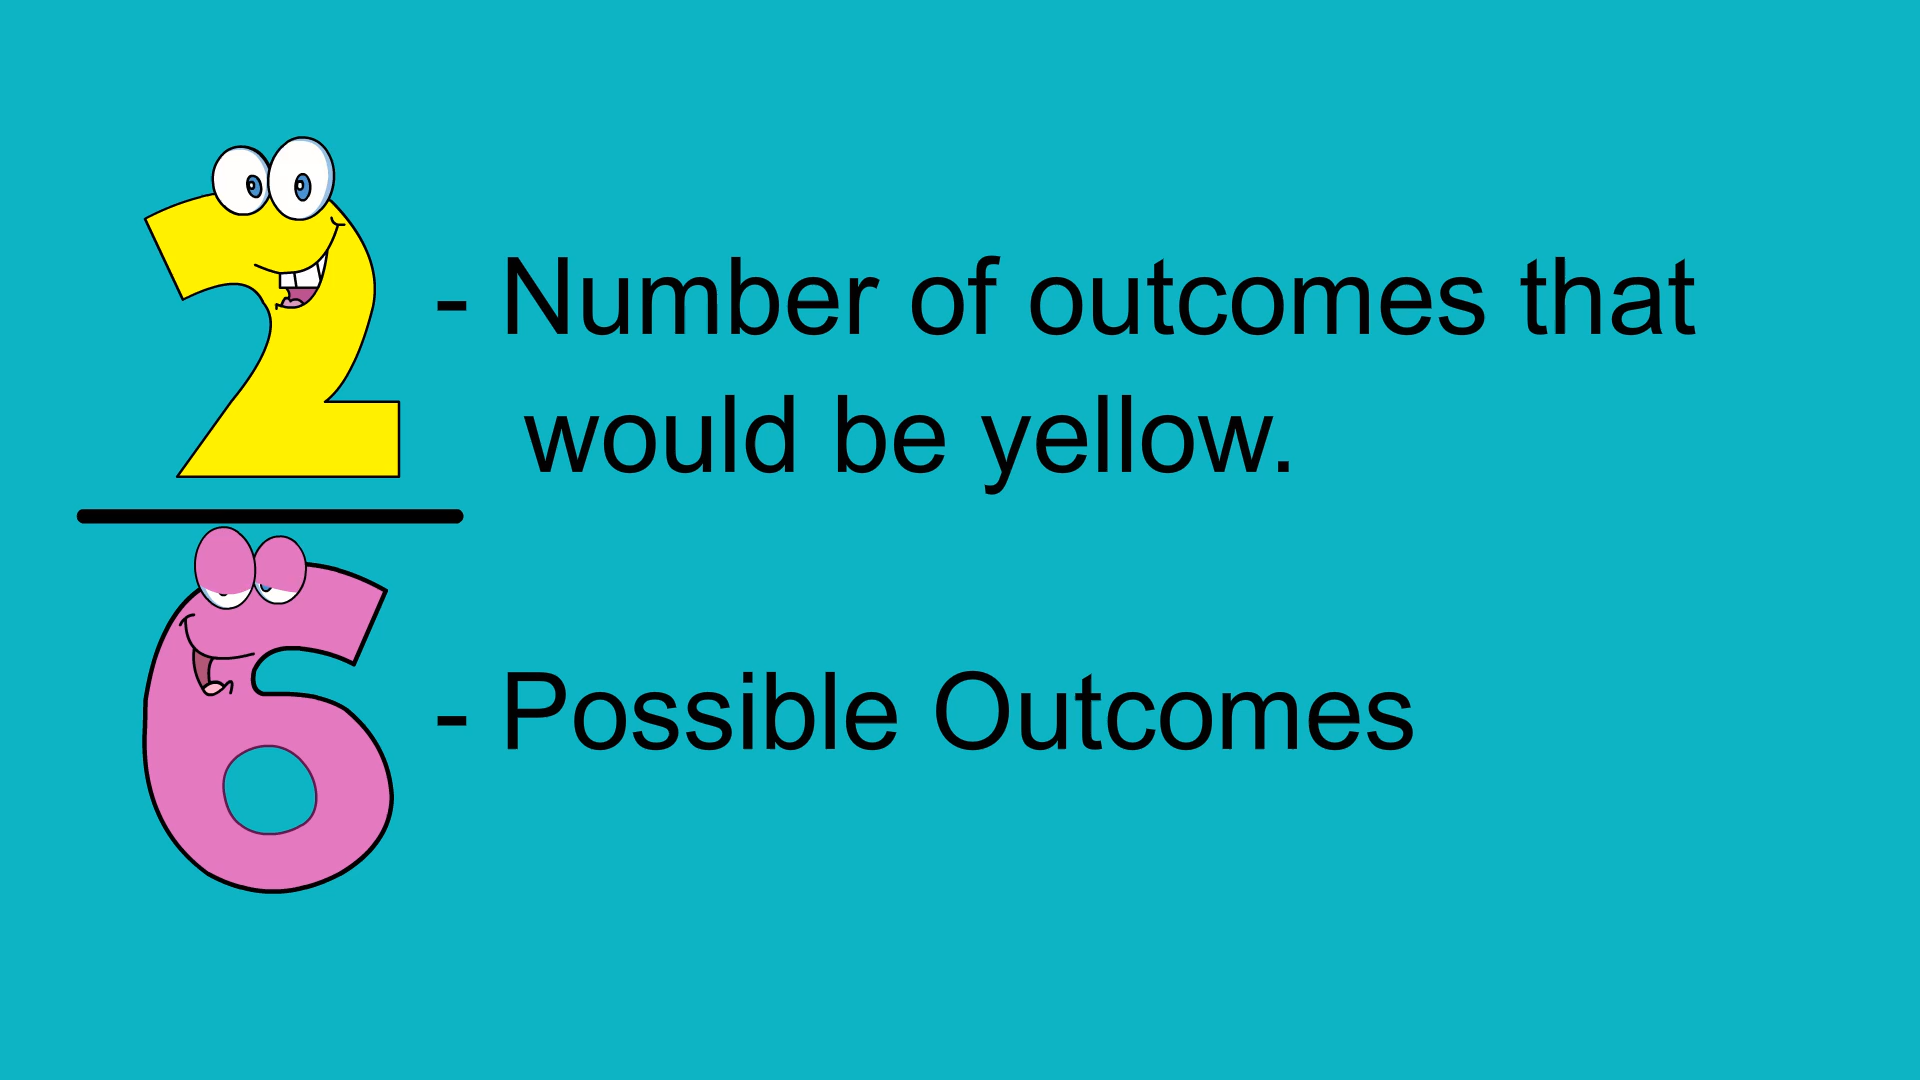 2 - Number of outcomes that
would be yellow.
6 - Possible Outcomes